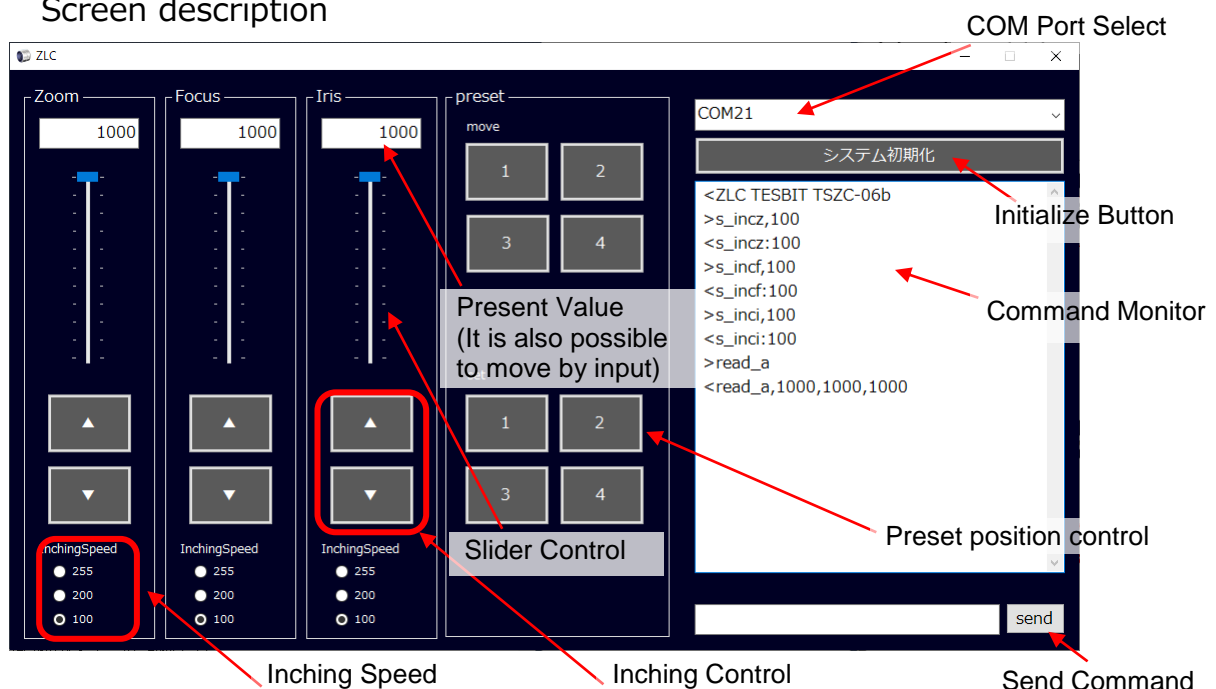 Screen description
COM Port Select
ZLC
Zoom
Focus
Iris
preset
1000
1000
1000
move
1
2
3
4
COM21
システム初期化
Initialize Button
<ZLC TESBIT TSZC-06b
>s_incz,100
<s_incz:100
>s_incf,100
<s_incf:100
>s_inci,100
<s_inci:100
>read_a
<read_a,1000,1000,1000
Command Monitor
Present Value
(It is also possible
to move by input)
▲
▼
▲
▼
▲
▼
1
2
3
4
Preset position control
Slider Control
InchingSpeed
255
200
100
InchingSpeed
255
200
100
InchingSpeed
255
200
100
send
Inching Speed
Inching Control
Send Command